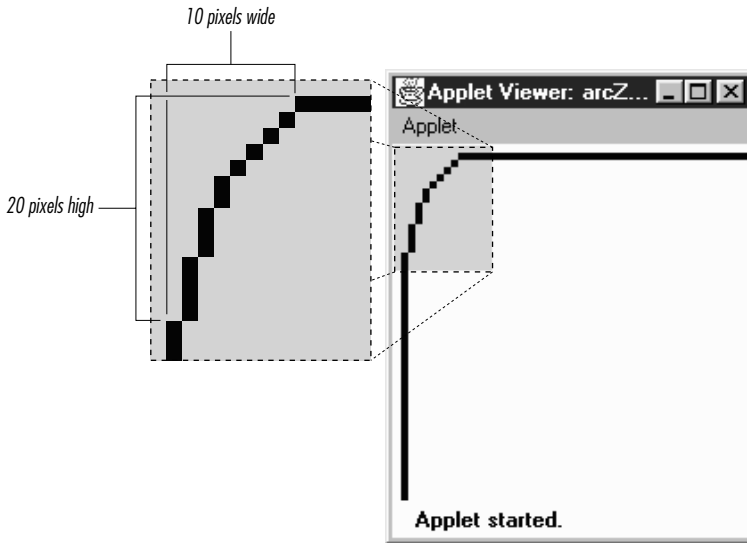 10 pixels wide
Applet Viewer: arcZ...
Applet
20 pixels high
Applet started.